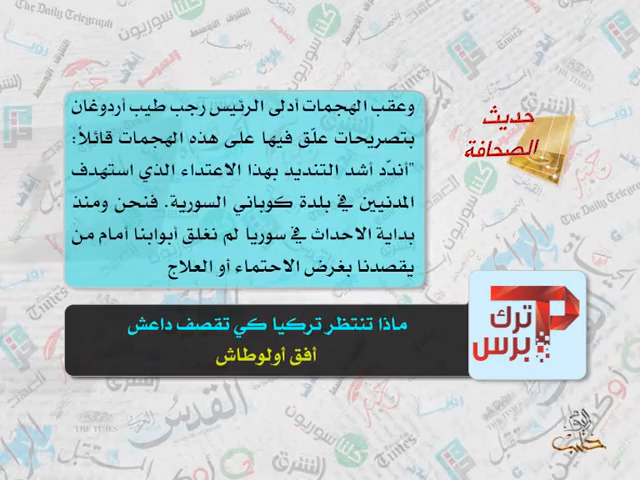 حديث
الصحافة
وعقب الهجمات أدلى الرئيس رجب طيب أردوغان
بتصريحات علّق فيها على هذه الهجمات قائلاً:
"أندّد أشد التنديد بهذا الاعتداء الذي استهدف
المدنيين في بلدة كوباني السورية. فنحن ومنذ
بداية الاحداث في سوريا لم نغلق أبوابنا أمام من
يقصدنا بغرض الاحتماء أو العلاج
ترك
برس
ماذا تنتظر تركيا كي تقصف داعش
أفق أولوطاش